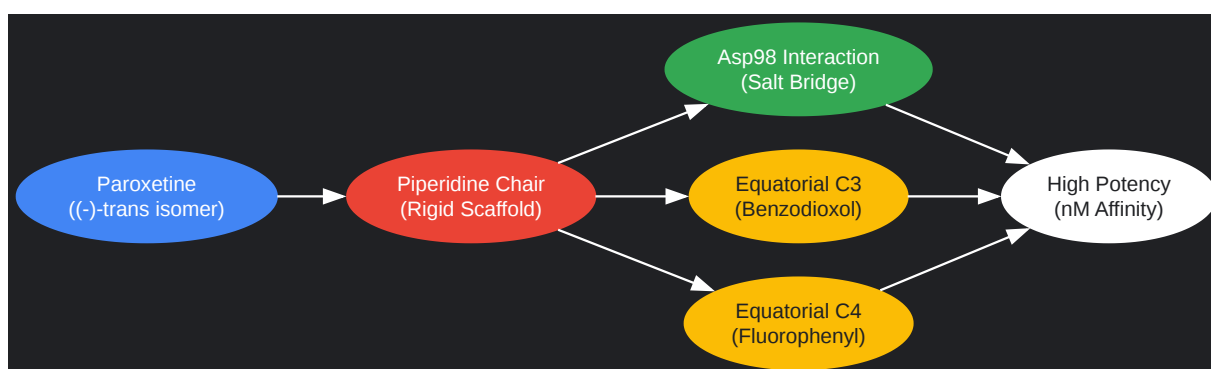 Paroxetine
((-)-trans isomer)
Piperidine Chair
(Rigid Scaffold)
Asp98 Interaction
(Salt Bridge)
Equatorial C3
(Benzodioxol)
Equatorial C4
(Fluorophenyl)
High Potency
(nM Affinity)